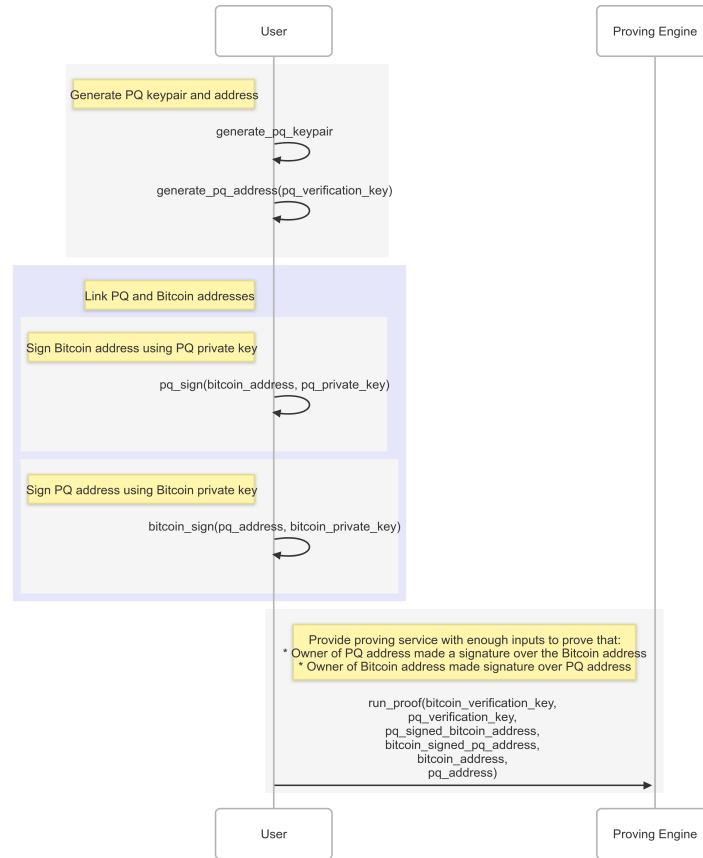 User
Proving Engine
Generate PQ keypair and address
generate_pq_keypair
generate_pq_address(pq_verification_key)
Link PQ and Bitcoin addresses
Sign Bitcoin address using PQ private key
pq_sign(bitcoin_address, pq_private_key)
Sign PQ address using Bitcoin private key
bitcoin_sign(pq_address, bitcoin_private_key)
Provide proving service with enough inputs to prove that:
* Owner of PQ address made a signature over the Bitcoin address
* Owner of Bitcoin address made signature over PQ address
run_proof(bitcoin_verification_key,
pq_verification_key,
pq_signed_bitcoin_address,
bitcoin_signed_pq_address,
bitcoin_address,
pq_address)
User
Proving Engine